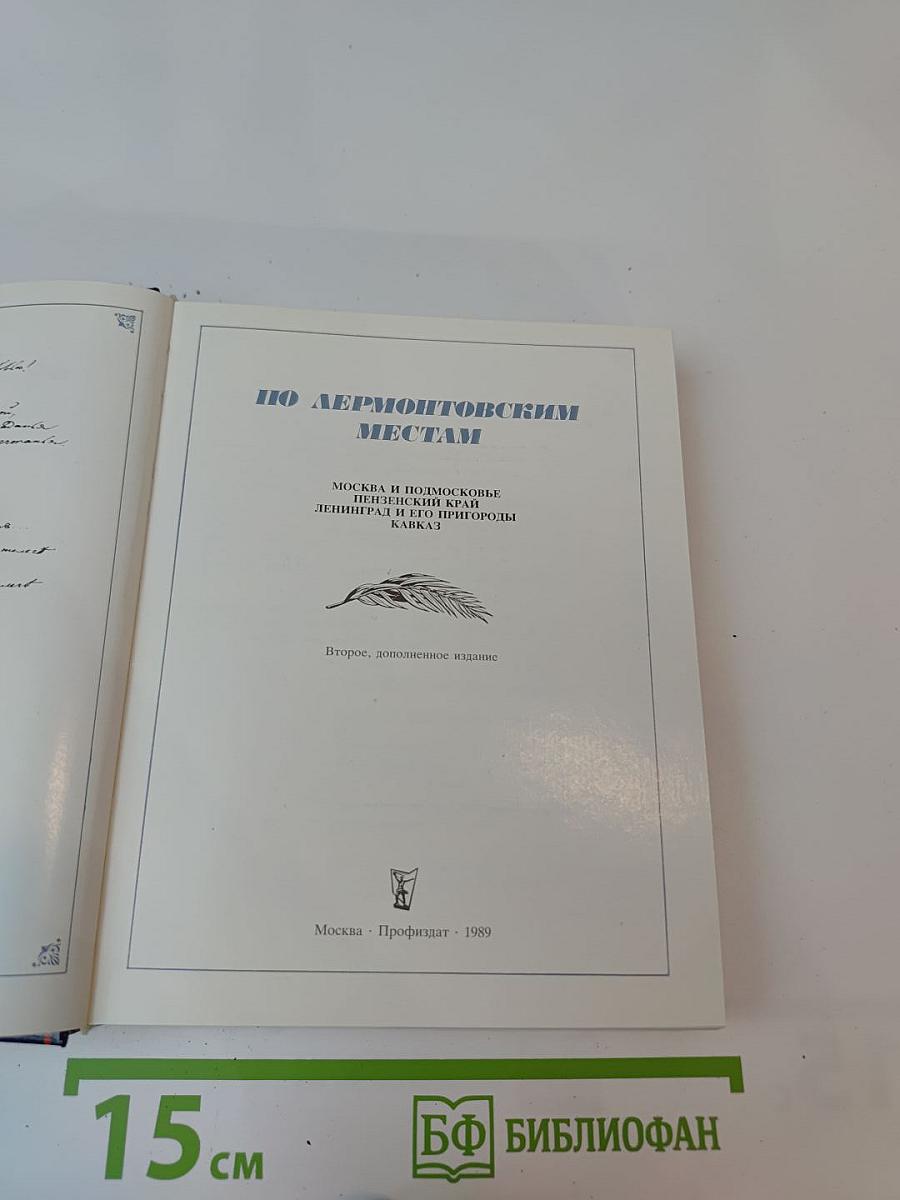 ПО ЛЕРМОНТОВСКИМ
МЕСТАМ
МОСКВА И ПОДМОСКОВЬЕ
ПЕНЗЕНСКИЙ КРАЙ
ЛЕНИНГРАД И ЕГО ПРИГОРОДЫ
КАВКАЗ
Второе, дополненное издание
Москва · Профиздат · 1989
15 см
БФ БИБЛИОФАН